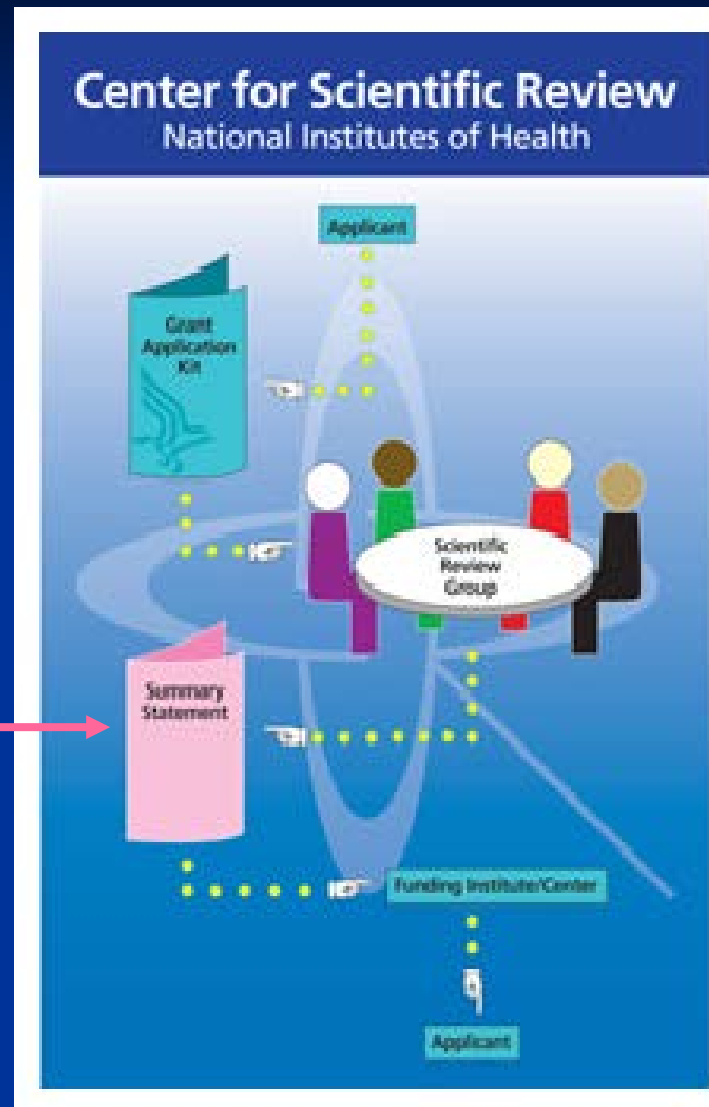 Center for Scientific Review
National Institutes of Health
Applicant
Grant
Application
Kit
Scientific
Review
Group
Summary
Statement
Funding Institute/Center
Applicant